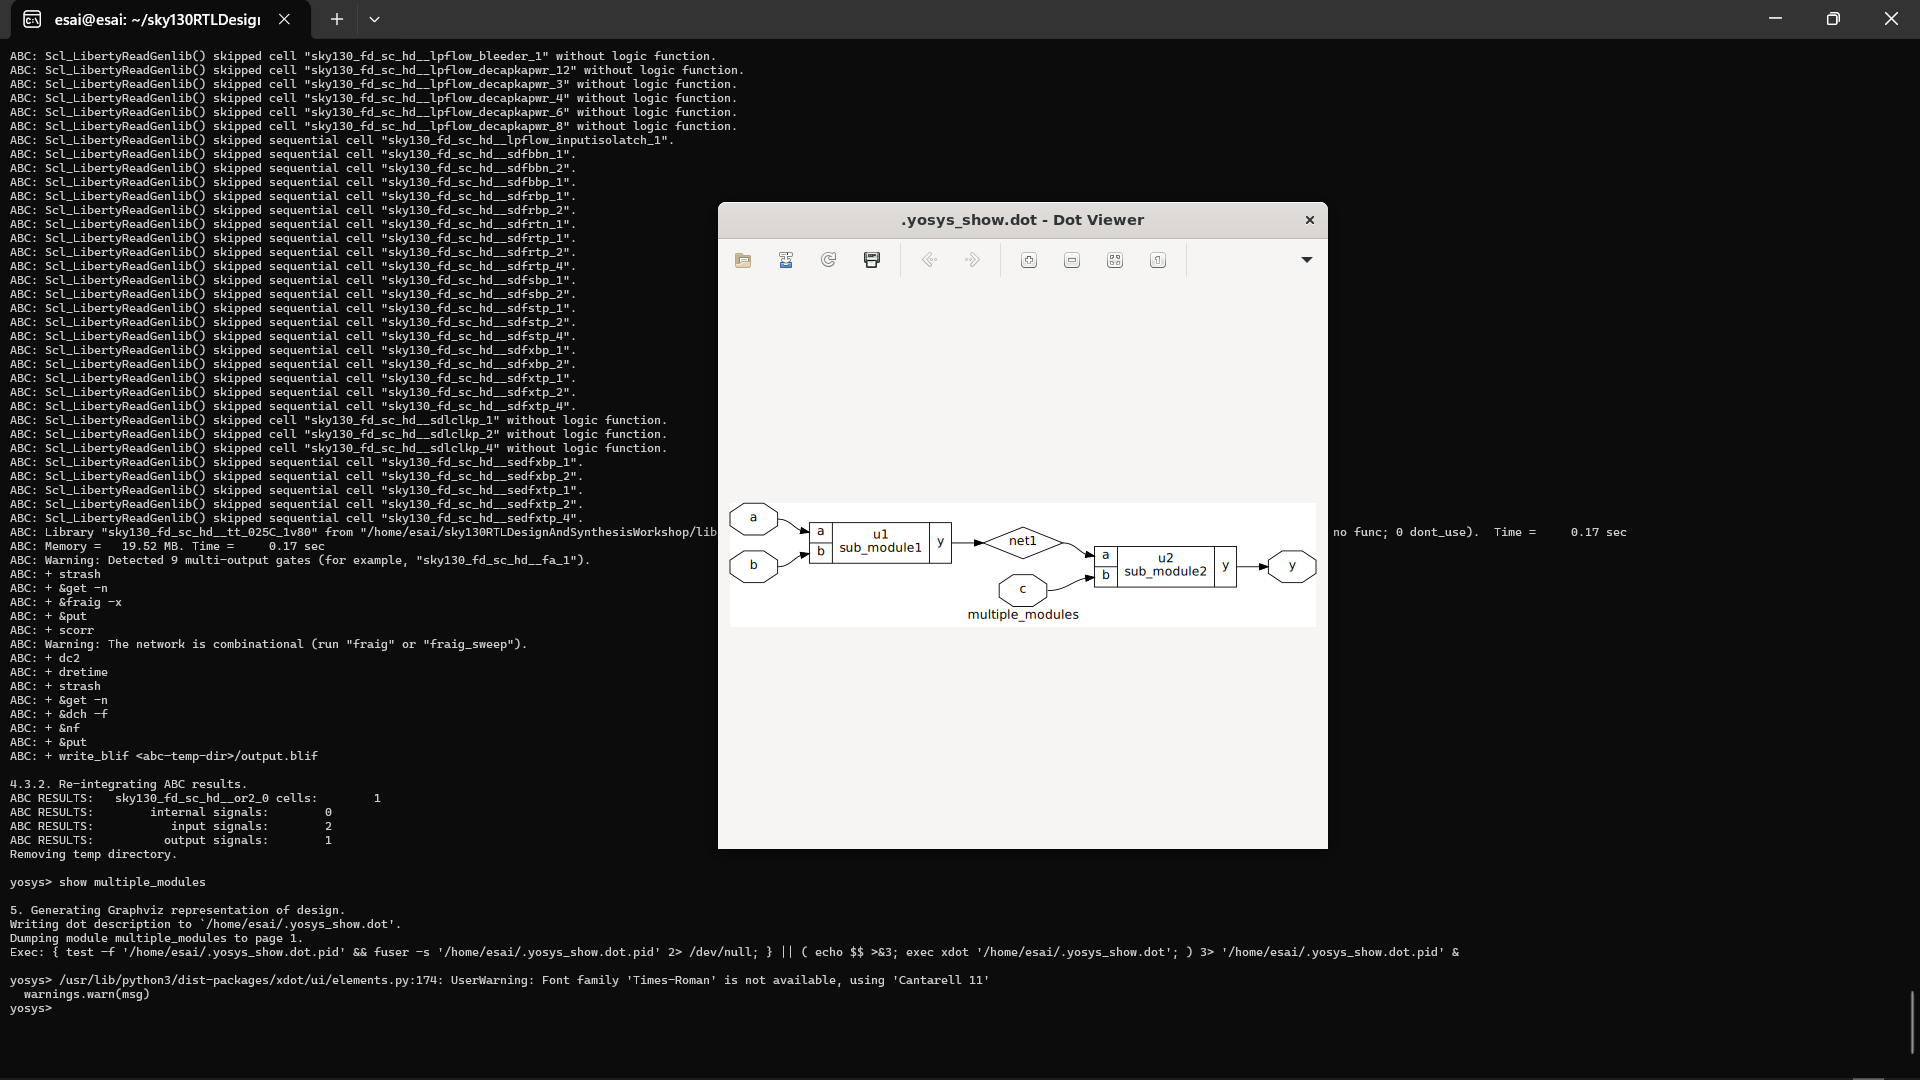 esai@esai: ~/sky130RTLDesign
ABC: Scl_LibertyReadGenlib() skipped cell "sky130_fd_sc_hd__lpflow_bleeder_1" without logic function.
ABC: Scl_LibertyReadGenlib() skipped cell "sky130_fd_sc_hd__lpflow_decapkapwr_12" without logic function.
ABC: Scl_LibertyReadGenlib() skipped cell "sky130_fd_sc_hd__lpflow_decapkapwr_3" without logic function.
ABC: Scl_LibertyReadGenlib() skipped cell "sky130_fd_sc_hd__lpflow_decapkapwr_4" without logic function.
ABC: Scl_LibertyReadGenlib() skipped cell "sky130_fd_sc_hd__lpflow_decapkapwr_6" without logic function.
ABC: Scl_LibertyReadGenlib() skipped cell "sky130_fd_sc_hd__lpflow_decapkapwr_8" without logic function.
ABC: Scl_LibertyReadGenlib() skipped sequential cell "sky130_fd_sc_hd__lpflow_inputisolatch_1".
ABC: Scl_LibertyReadGenlib() skipped sequential cell "sky130_fd_sc_hd__sdfbbn_1".
ABC: Scl_LibertyReadGenlib() skipped sequential cell "sky130_fd_sc_hd__sdfbbn_2".
ABC: Scl_LibertyReadGenlib() skipped sequential cell "sky130_fd_sc_hd__sdfbbp_1".
ABC: Scl_LibertyReadGenlib() skipped sequential cell "sky130_fd_sc_hd__sdfrbp_1".
ABC: Scl_LibertyReadGenlib() skipped sequential cell "sky130_fd_sc_hd__sdfrbp_2".
ABC: Scl_LibertyReadGenlib() skipped sequential cell "sky130_fd_sc_hd__sdfrtn_1".
ABC: Scl_LibertyReadGenlib() skipped sequential cell "sky130_fd_sc_hd__sdfrtp_1".
ABC: Scl_LibertyReadGenlib() skipped sequential cell "sky130_fd_sc_hd__sdfrtp_2".
ABC: Scl_LibertyReadGenlib() skipped sequential cell "sky130_fd_sc_hd__sdfrtp_4".
ABC: Scl_LibertyReadGenlib() skipped sequential cell "sky130_fd_sc_hd__sdfsbp_1".
ABC: Scl_LibertyReadGenlib() skipped sequential cell "sky130_fd_sc_hd__sdfsbp_2".
ABC: Scl_LibertyReadGenlib() skipped sequential cell "sky130_fd_sc_hd__sdfstp_1".
ABC: Scl_LibertyReadGenlib() skipped sequential cell "sky130_fd_sc_hd__sdfstp_2".
ABC: Scl_LibertyReadGenlib() skipped sequential cell "sky130_fd_sc_hd__sdfstp_4".
ABC: Scl_LibertyReadGenlib() skipped sequential cell "sky130_fd_sc_hd__sdfxbp_1".
ABC: Scl_LibertyReadGenlib() skipped sequential cell "sky130_fd_sc_hd__sdfxbp_2".
ABC: Scl_LibertyReadGenlib() skipped sequential cell "sky130_fd_sc_hd__sdfxtp_1".
ABC: Scl_LibertyReadGenlib() skipped sequential cell "sky130_fd_sc_hd__sdfxtp_2".
ABC: Scl_LibertyReadGenlib() skipped sequential cell "sky130_fd_sc_hd__sdfxtp_4".
ABC: Scl_LibertyReadGenlib() skipped cell "sky130_fd_sc_hd__sdlclkp_1" without logic function.
ABC: Scl_LibertyReadGenlib() skipped cell "sky130_fd_sc_hd__sdlclkp_2" without logic function.
ABC: Scl_LibertyReadGenlib() skipped cell "sky130_fd_sc_hd__sdlclkp_4" without logic function.
ABC: Scl_LibertyReadGenlib() skipped sequential cell "sky130_fd_sc_hd__sedfxbp_1".
ABC: Scl_LibertyReadGenlib() skipped sequential cell "sky130_fd_sc_hd__sedfxbp_2".
ABC: Scl_LibertyReadGenlib() skipped sequential cell "sky130_fd_sc_hd__sedfxtp_1".
ABC: Scl_LibertyReadGenlib() skipped sequential cell "sky130_fd_sc_hd__sedfxtp_2".
ABC: Scl_LibertyReadGenlib() skipped sequential cell "sky130_fd_sc_hd__sedfxtp_4".
ABC: Library "sky130_fd_sc_hd__tt_025C_1v80" from "/home/esai/sky130RTLDesignAndSynthesisWorkshop/lib no func; 0 dont_use). Time = 0.17 sec
ABC: Memory = 19.52 MB. Time = 0.17 sec
ABC: Warning: Detected 9 multi-output gates (for example, "sky130_fd_sc_hd__fa_1").
ABC: + strash
ABC: + &get -n
ABC: + &fraig -x
ABC: + &put
ABC: + scorr
ABC: Warning: The network is combinational (run "fraig" or "fraig_sweep").
ABC: + dc2
ABC: + dretime
ABC: + strash
ABC: + &get -n
ABC: + &dch -f
ABC: + &nf
ABC: + &put
ABC: + write_blif <abc-temp-dir>/output.blif
4.3.2. Re-integrating ABC results.
ABC RESULTS: sky130_fd_sc_hd__or2_0 cells: 1
ABC RESULTS: internal signals: 0
ABC RESULTS: input signals: 2
ABC RESULTS: output signals: 1
Removing temp directory.
yosys> show multiple_modules
5. Generating Graphviz representation of design.
Writing dot description to `/home/esai/.yosys_show.dot'.
Dumping module multiple_modules to page 1.
Exec: { test -f '/home/esai/.yosys_show.dot.pid' && fuser -s '/home/esai/.yosys_show.dot.pid' 2> /dev/null; } || ( echo $$ >&3; exec xdot '/home/esai/.yosys_show.dot'; ) 3> '/home/esai/.yosys_show.dot.pid' &
yosys> /usr/lib/python3/dist-packages/xdot/ui/elements.py:174: UserWarning: Font family 'Times-Roman' is not available, using 'Cantarell 11'
warnings.warn(msg)
yosys>
.yosys_show.dot - Dot Viewer
a
b
a
b
u1
sub_module1
y
net1
c
a
b
u2
sub_module2
y
y
multiple_modules